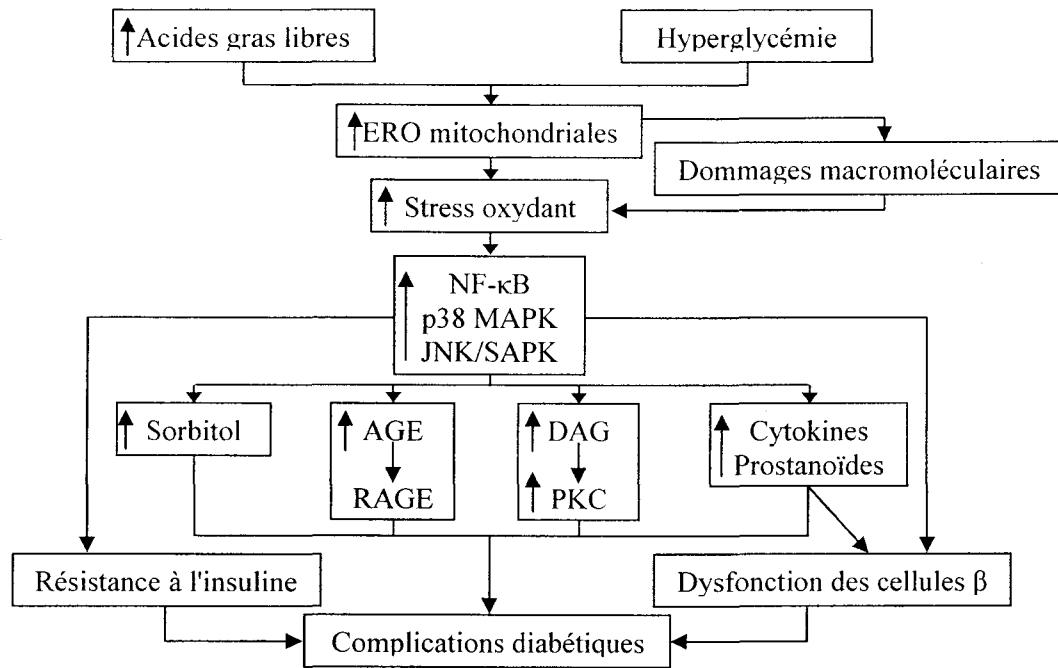 Acides gras libres
Hyperglycémie
ERO mitochondriales
Dommages macromoléculaires
Stress oxydant
NF-κB
p38 MAPK
JNK/SAPK
Sorbitol
AGE
RAGE
DAG
PKC
Cytokines
Prostanoïdes
Résistance à l'insuline
Dysfonction des cellules β
Complications diabétiques